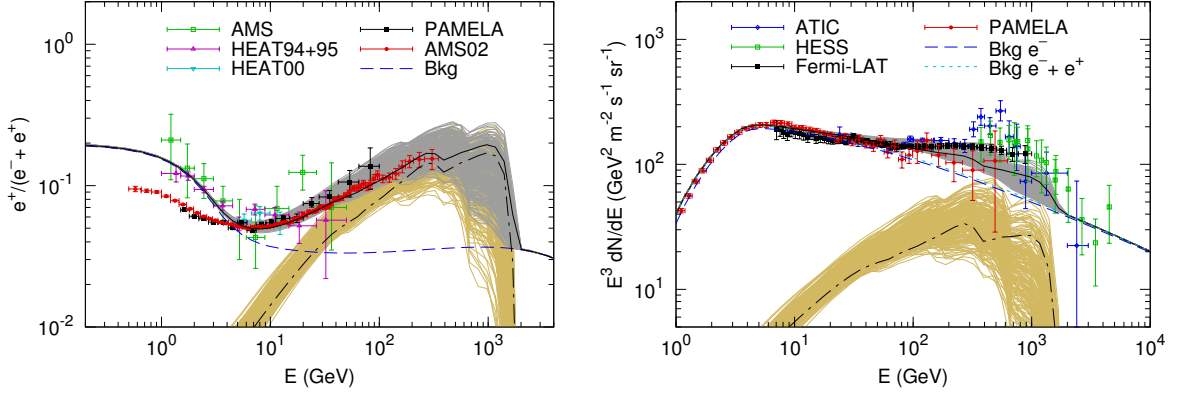 AMS
HEAT94+95
HEAT00
PAMELA
AMS02
Bkg
e⁺/(e⁻ + e⁺)
10⁰
10⁻¹
10⁻²
10⁰ 10¹ 10² 10³
E (GeV)
ATIC
HESS
Fermi-LAT
PAMELA
Bkg e⁻
Bkg e⁻ + e⁺
E³ dN/dE (GeV² m⁻² s⁻¹ sr⁻¹)
10²
10¹
10⁰ 10¹ 10² 10³ 10⁴
E (GeV)